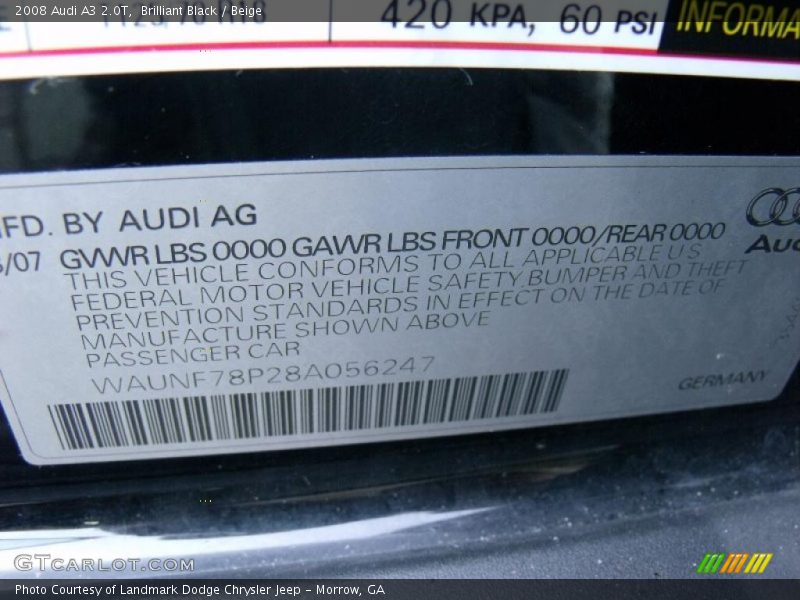 2008 Audi A3 2.0T, Brilliant Black / Beige
420 KPA, 60 PSI
INFORMA
MFD. BY AUDI AG
/07 GVWR LBS 0000 GAWR LBS FRONT 0000/REAR 0000
THIS VEHICLE CONFORMS TO ALL APPLICABLE US
FEDERAL MOTOR VEHICLE SAFETY,BUMPER AND THEFT
PREVENTION STANDARDS IN EFFECT ON THE DATE OF
MANUFACTURE SHOWN ABOVE
PASSENGER CAR
WAUNF78P28A056247
GERMANY
GTCARLOT.COM
Photo Courtesy of Landmark Dodge Chrysler Jeep – Morrow, GA